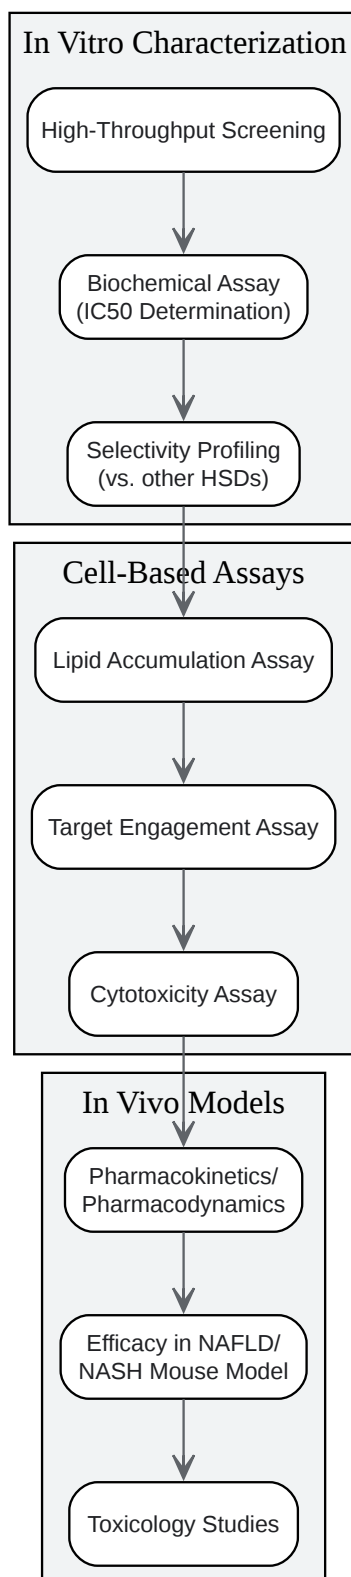 In Vitro Characterization
High-Throughput Screening
Biochemical Assay
(IC50 Determination)
Selectivity Profiling
(vs. other HSDs)
Cell-Based Assays
Lipid Accumulation Assay
Target Engagement Assay
Cytotoxicity Assay
In Vivo Models
Pharmacokinetics/
Pharmacodynamics
Efficacy in NAFLD/
NASH Mouse Model
Toxicology Studies